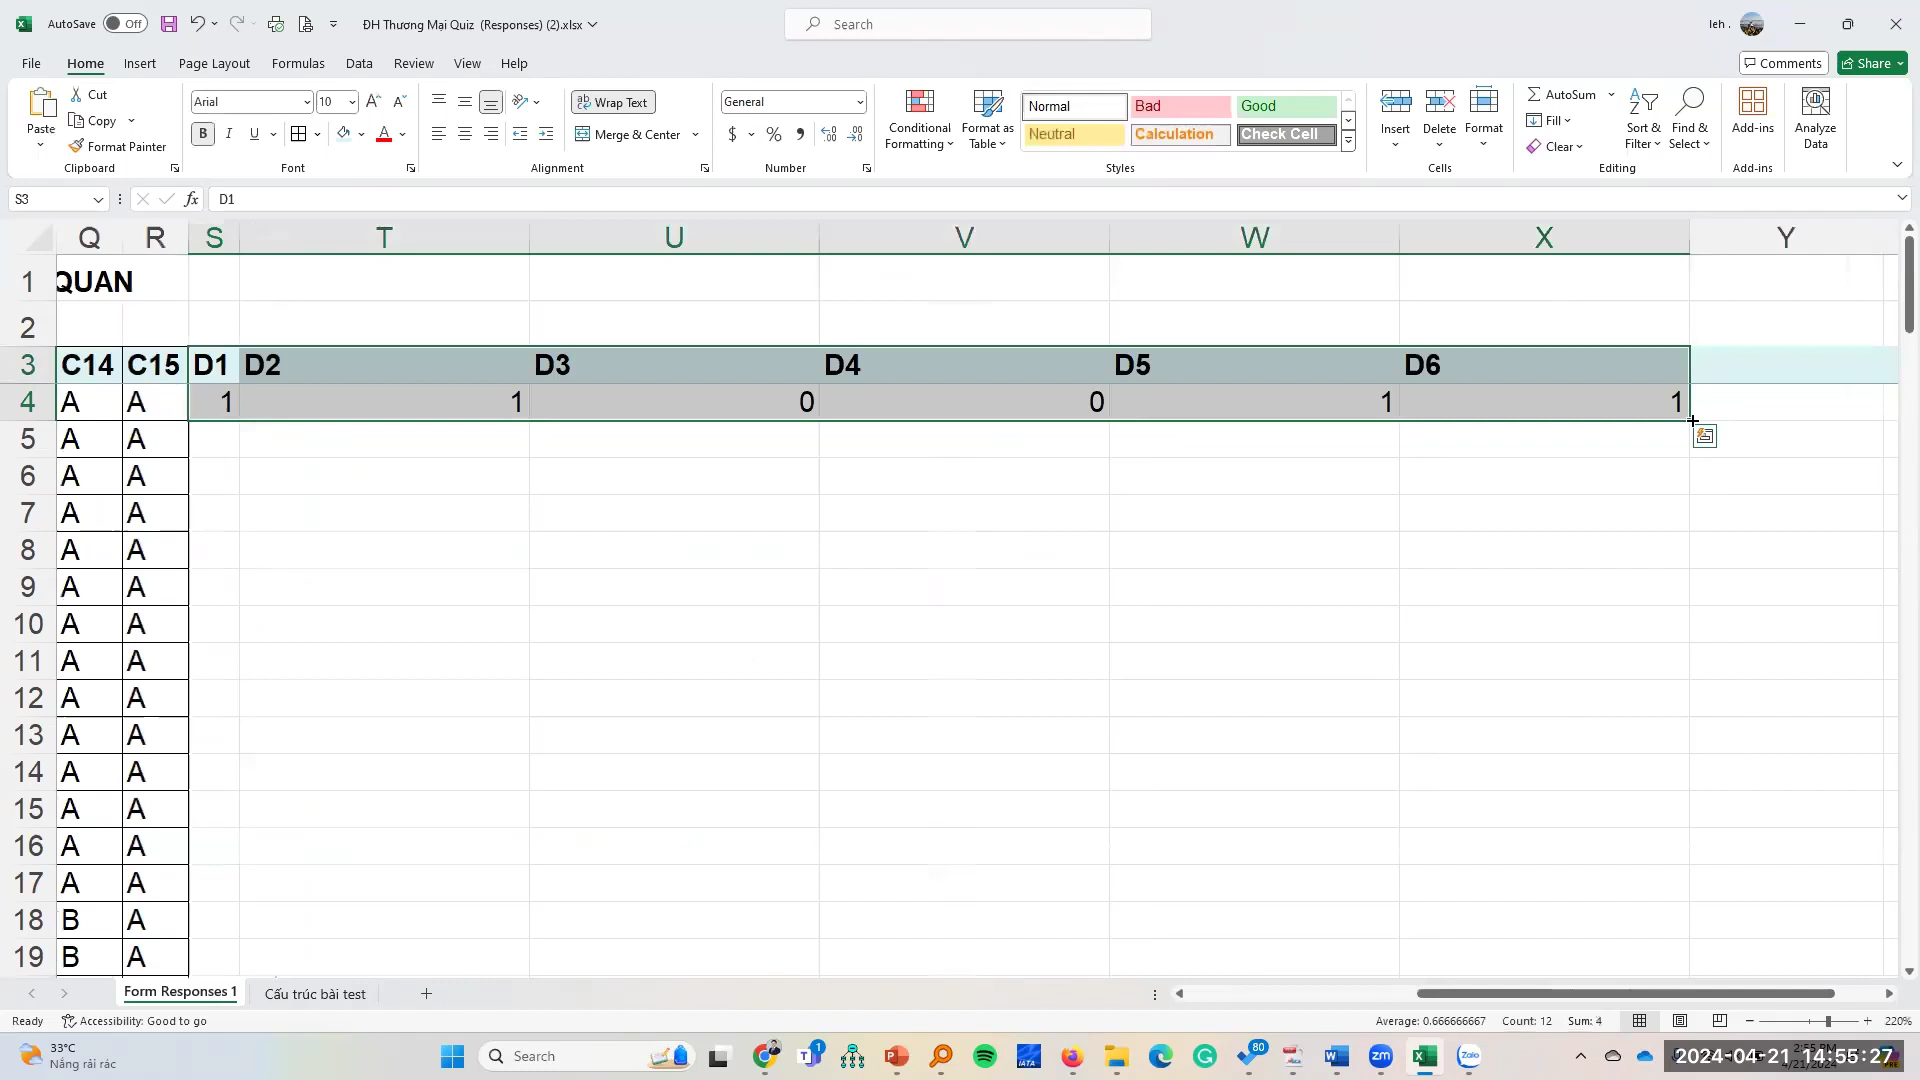 AutoSave Off ĐH Thương Mại Quiz (Responses) (2).xlsx Search leh .
File Home Insert Page Layout Formulas Data Review View Help Comments Share
Paste Cut Copy Format Painter Clipboard
Arial 10 B I U A Font
Wrap Text Merge & Center Alignment
General $ % Number
Conditional Formatting Format as Table
Normal Bad Good
Neutral Calculation Check Cell
Styles
Insert Delete Format Cells
AutoSum Fill Clear Sort & Filter Find & Select Editing
Add-ins Add-ins
Analyze Data
S3 fx D1
Q R S T U V W X Y
1 QUAN
2
3 C14 C15 D1 D2 D3 D4 D5 D6
4 A A 1 1 0 0 1 1
5 A A
6 A A
7 A A
8 A A
9 A A
10 A A
11 A A
12 A A
13 A A
14 A A
15 A A
16 A A
17 A A
18 B A
19 B A
Form Responses 1 Cấu trúc bài test
Ready Accessibility: Good to go Average: 0.666666667 Count: 12 Sum: 4 220%
33°C
Nắng rải rác
Search 1 IATA 80 zm Zalo
2024-04-21 14:55:27